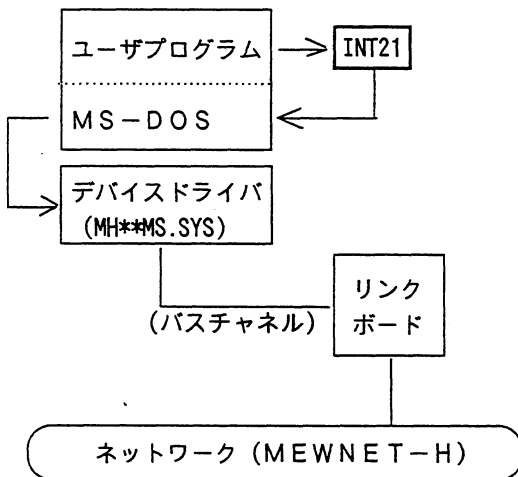 ユーザプログラム
INT21
MS-DOS
デバイスドライバ
(MH**MS.SYS)
リンク
ボード
(バスチャネル)
ネットワーク(MEWNET-H)